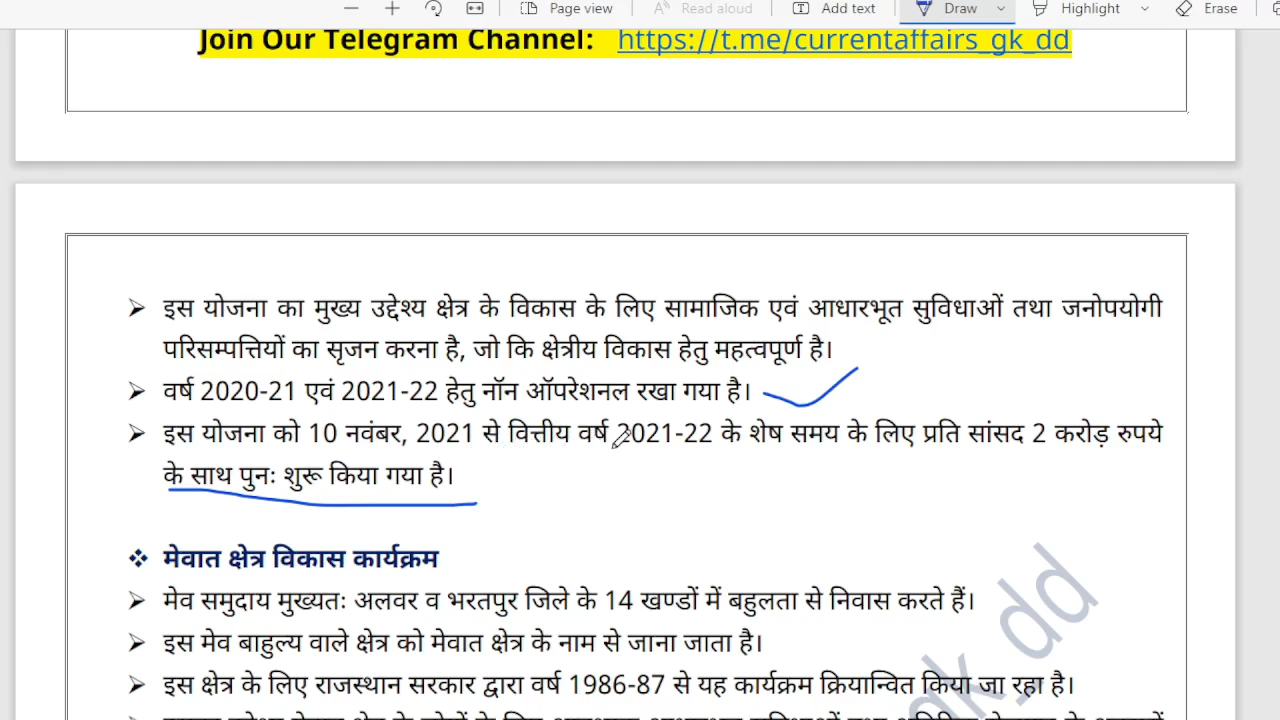 Page view
Read aloud
Add text
Draw
Highlight
Erase
Join Our Telegram Channel: https://t.me/currentaffairs_gk_dd
इस योजना का मुख्य उद्देश्य क्षेत्र के विकास के लिए सामाजिक एवं आधारभूत सुविधाओं तथा जनोपयोगी
परिसम्पत्तियों का सृजन करना है, जो कि क्षेत्रीय विकास हेतु महत्वपूर्ण है।
वर्ष 2020-21 एवं 2021-22 हेतु नॉन ऑपरेशनल रखा गया है।
इस योजना को 10 नवंबर, 2021 से वित्तीय वर्ष 2021-22 के शेष समय के लिए प्रति सांसद 2 करोड़ रुपये
के साथ पुनः शुरू किया गया है।
मेवात क्षेत्र विकास कार्यक्रम
मेव समुदाय मुख्यतः अलवर व भरतपुर जिले के 14 खण्डों में बहुलता से निवास करते हैं।
इस मेव बाहुल्य वाले क्षेत्र को मेवात क्षेत्र के नाम से जाना जाता है।
इस क्षेत्र के लिए राजस्थान सरकार द्वारा वर्ष 1986-87 से यह कार्यक्रम क्रियान्वित किया जा रहा है।
gk_dd